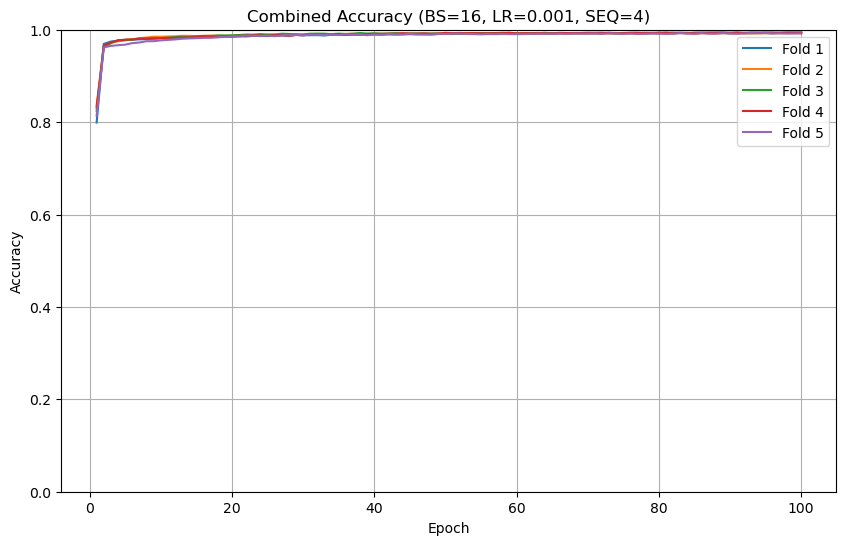 Combined Accuracy (BS=16, LR=0.001, SEQ=4)
Accuracy
1.0
0.8
0.6
0.4
0.2
0.0
Fold 1
Fold 2
Fold 3
Fold 4
Fold 5
0 20 40 60 80 100
Epoch